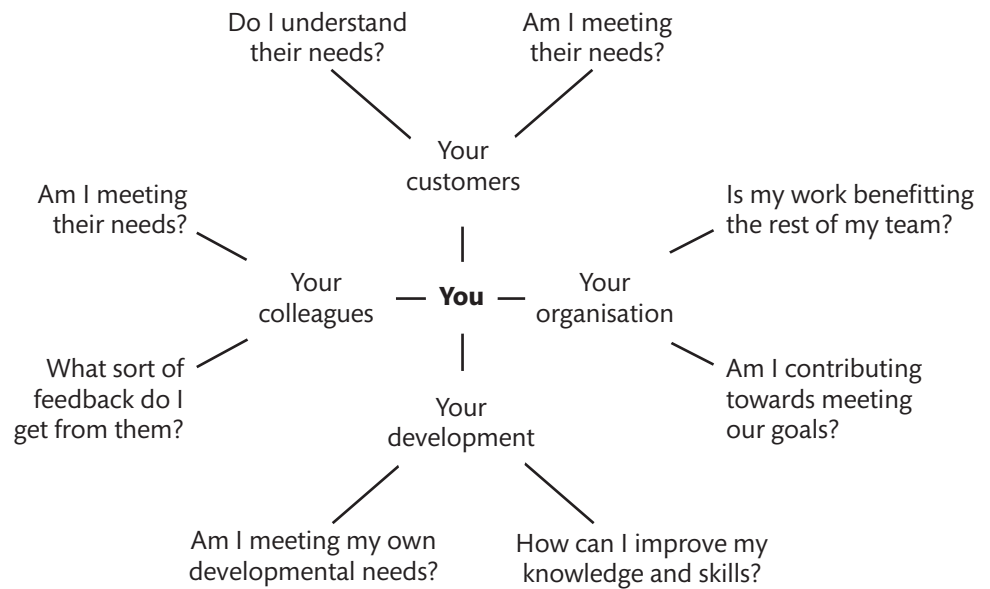 Do I understand
their needs?
Am I meeting
their needs?
Your
customers
Am I meeting
their needs?
Is my work benefitting
the rest of my team?
Your
colleagues
You
Your
organisation
What sort of
feedback do I
get from them?
Am I contributing
towards meeting
our goals?
Your
development
Am I meeting my own
developmental needs?
How can I improve my
knowledge and skills?